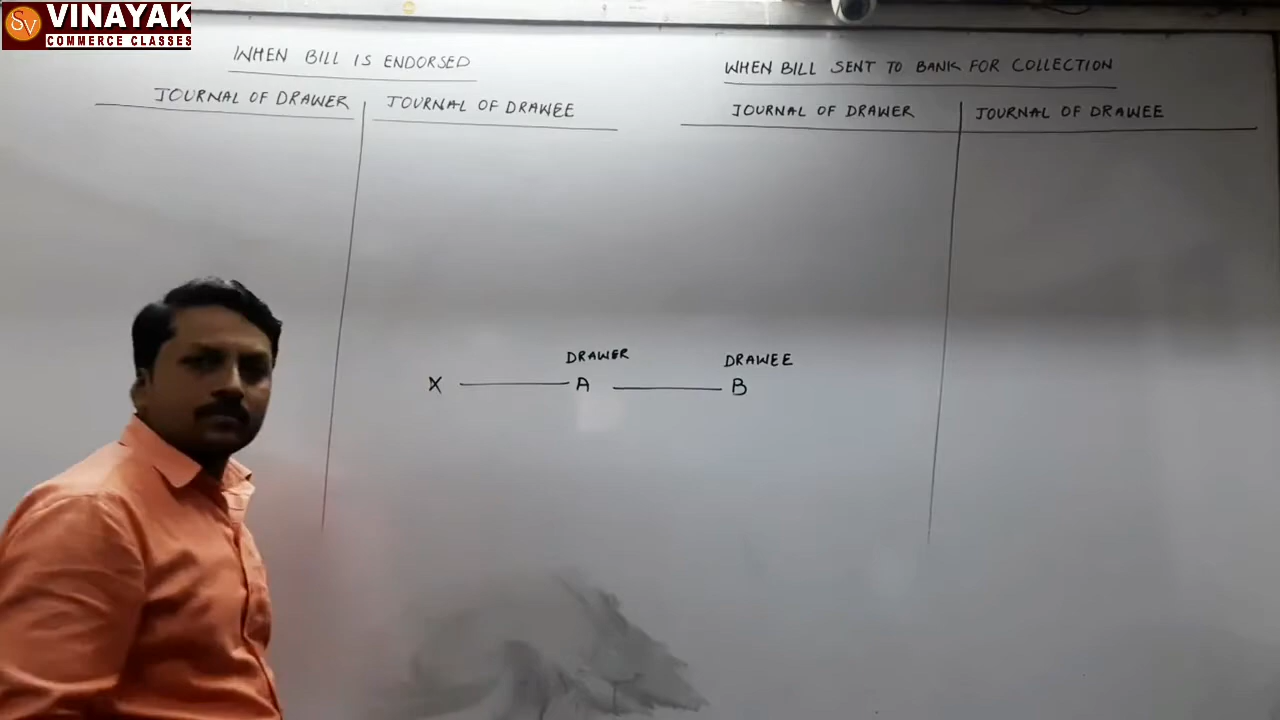 SV VINAYAK
COMMERCE CLASSES
WHEN BILL IS ENDORSED
JOURNAL OF DRAWER
JOURNAL OF DRAWEE
WHEN BILL SENT TO BANK FOR COLLECTION
JOURNAL OF DRAWER
JOURNAL OF DRAWEE
DRAWER DRAWEE
X A B